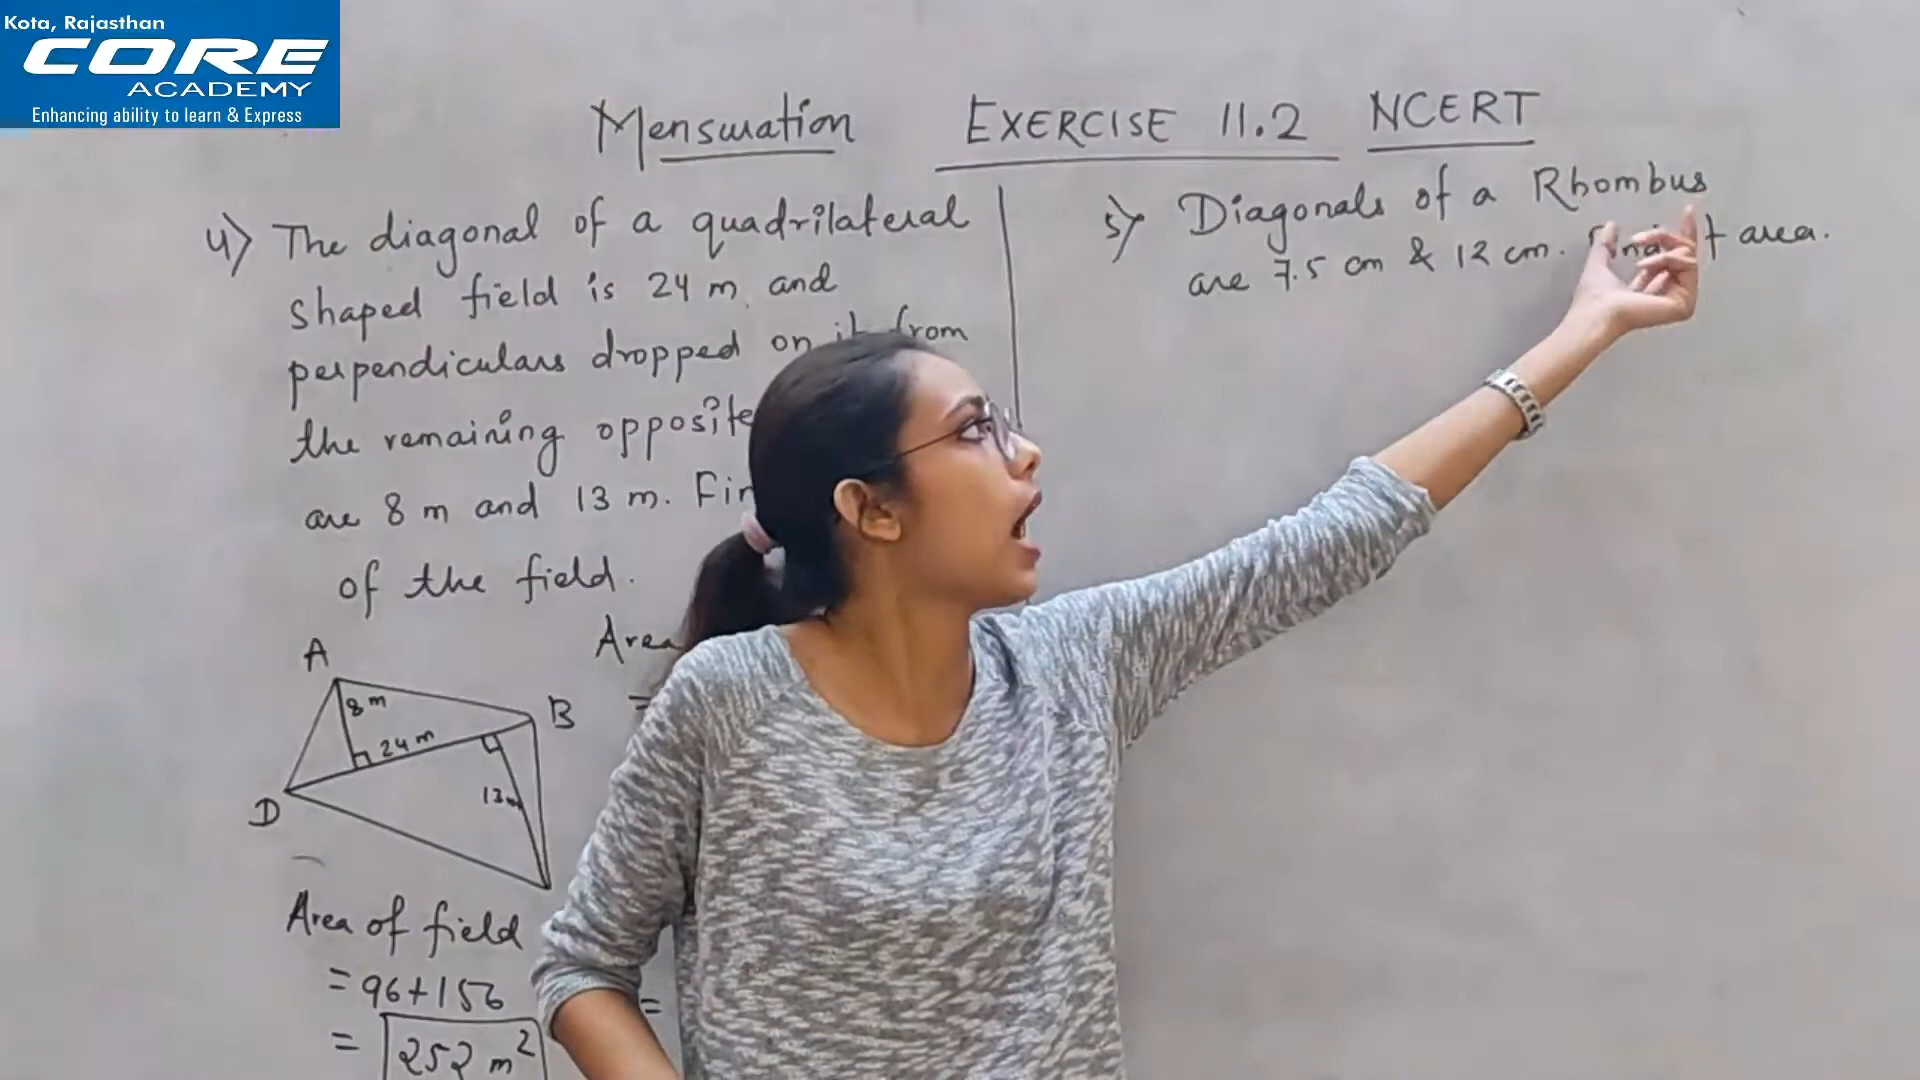 Kota, Rajasthan
CORE
ACADEMY
Enhancing ability to learn & Express
Mensuration EXERCISE 11.2 NCERT
4) The diagonal of a quadrilateral
shaped field is 24 m and
perpendiculars dropped on it from
the remaining opposite
are 8 m and 13 m.
of the field.
Area
=
A
8 m
24 m
B
D
13 m
Area of field
= 96+156
= 252 m²
=
5) Diagonals of a Rhombus
are 7.5 cm & 12 cm. area.